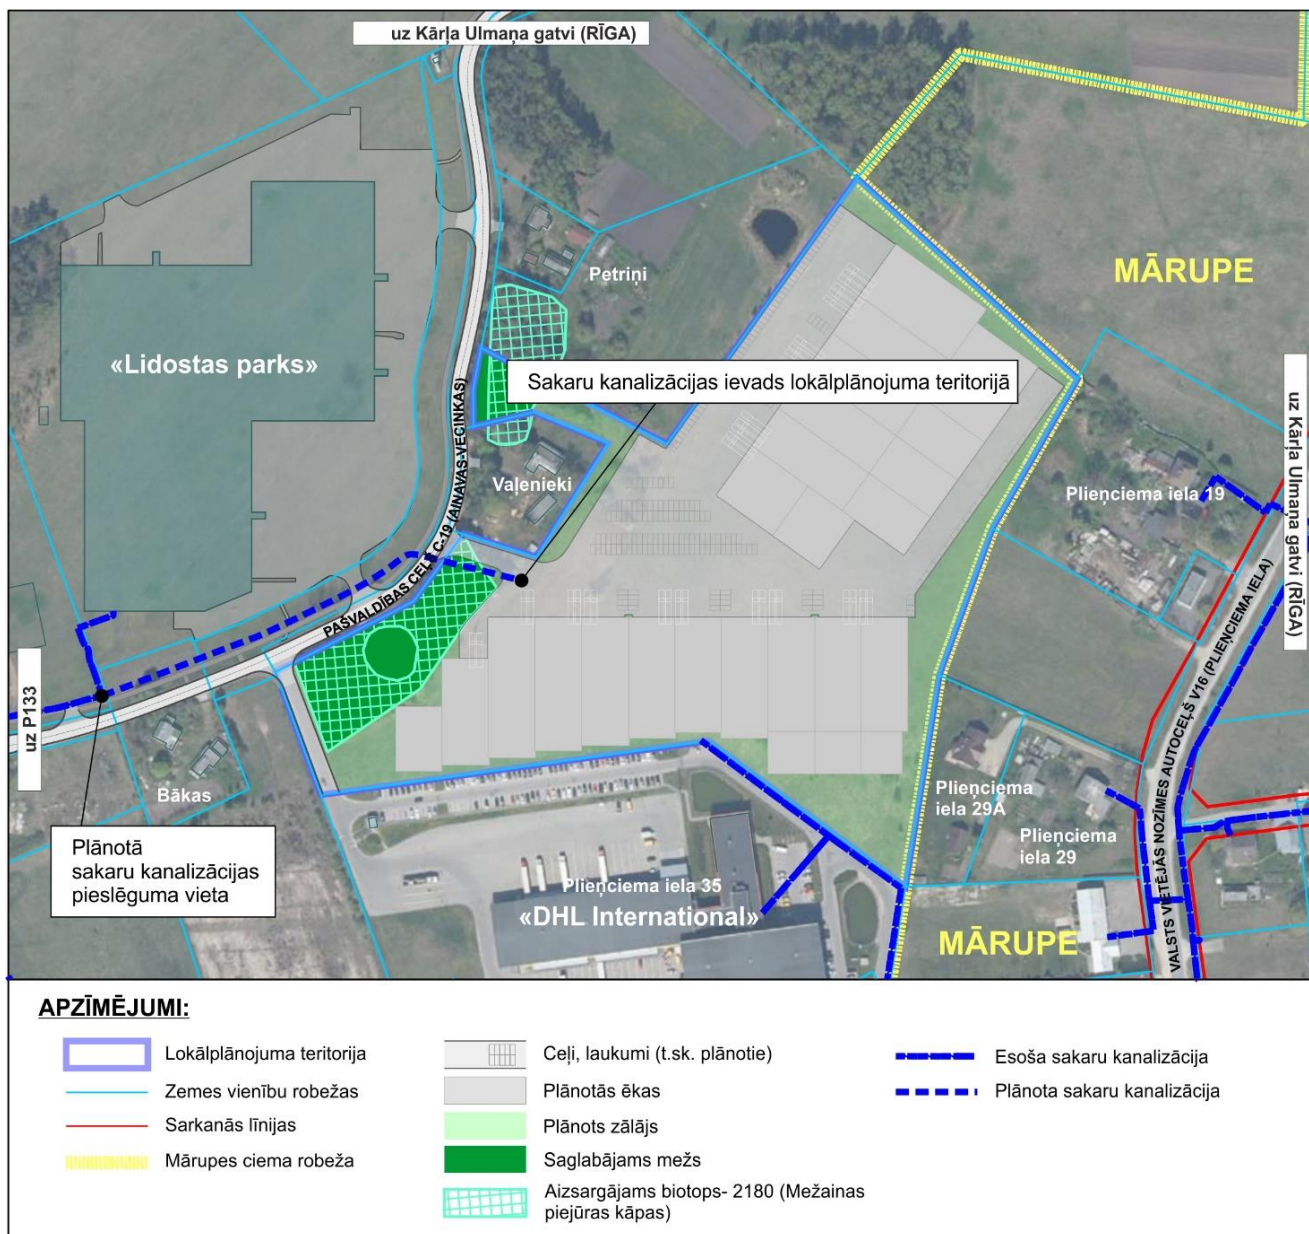 uz Kārļa Ulmaņa gatvi (RĪGA)
Petriņi
MĀRUPE
«Lidostas parks»
Sakaru kanalizācijas ievads lokālplānojuma teritorijā
uz Kārļa Ulmaņa gatvi (RĪGA)
PAŠVALDĪBAS CEĻŠ C-19 (AINAVAS-VECINKAS)
Vaļenieki
Plieņciema iela 19
uz P133
Bākas
VALSTS VIETĒJĀS NOZĪMES AUTOCEĻŠ V16 (PLIEŅCIEMA IELA)
Plieņciema
iela 29A
Plieņciema
iela 29
Plānotā
sakaru kanalizācijas
pieslēguma vieta
Plieņciema iela 35
«DHL International»
MĀRUPE
APZĪMĒJUMI:
Lokālplānojuma teritorija
Zemes vienību robežas
Sarkanās līnijas
Mārupes ciema robeža
Ceļi, laukumi (t.sk. plānotie)
Plānotās ēkas
Plānots zālājs
Saglabājams mežs
Aizsargājams biotops- 2180 (Mežainas
piejūras kāpas)
Esoša sakaru kanalizācija
Plānota sakaru kanalizācija